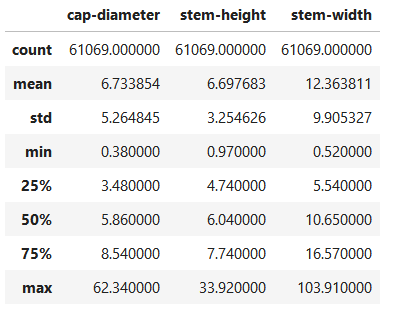 cap-diameter stem-height stem-width
count 61069.000000 61069.000000 61069.000000
mean 6.733854 6.697683 12.363811
std 5.264845 3.254626 9.905327
min 0.380000 0.970000 0.520000
25% 3.480000 4.740000 5.540000
50% 5.860000 6.040000 10.650000
75% 8.540000 7.740000 16.570000
max 62.340000 33.920000 103.910000